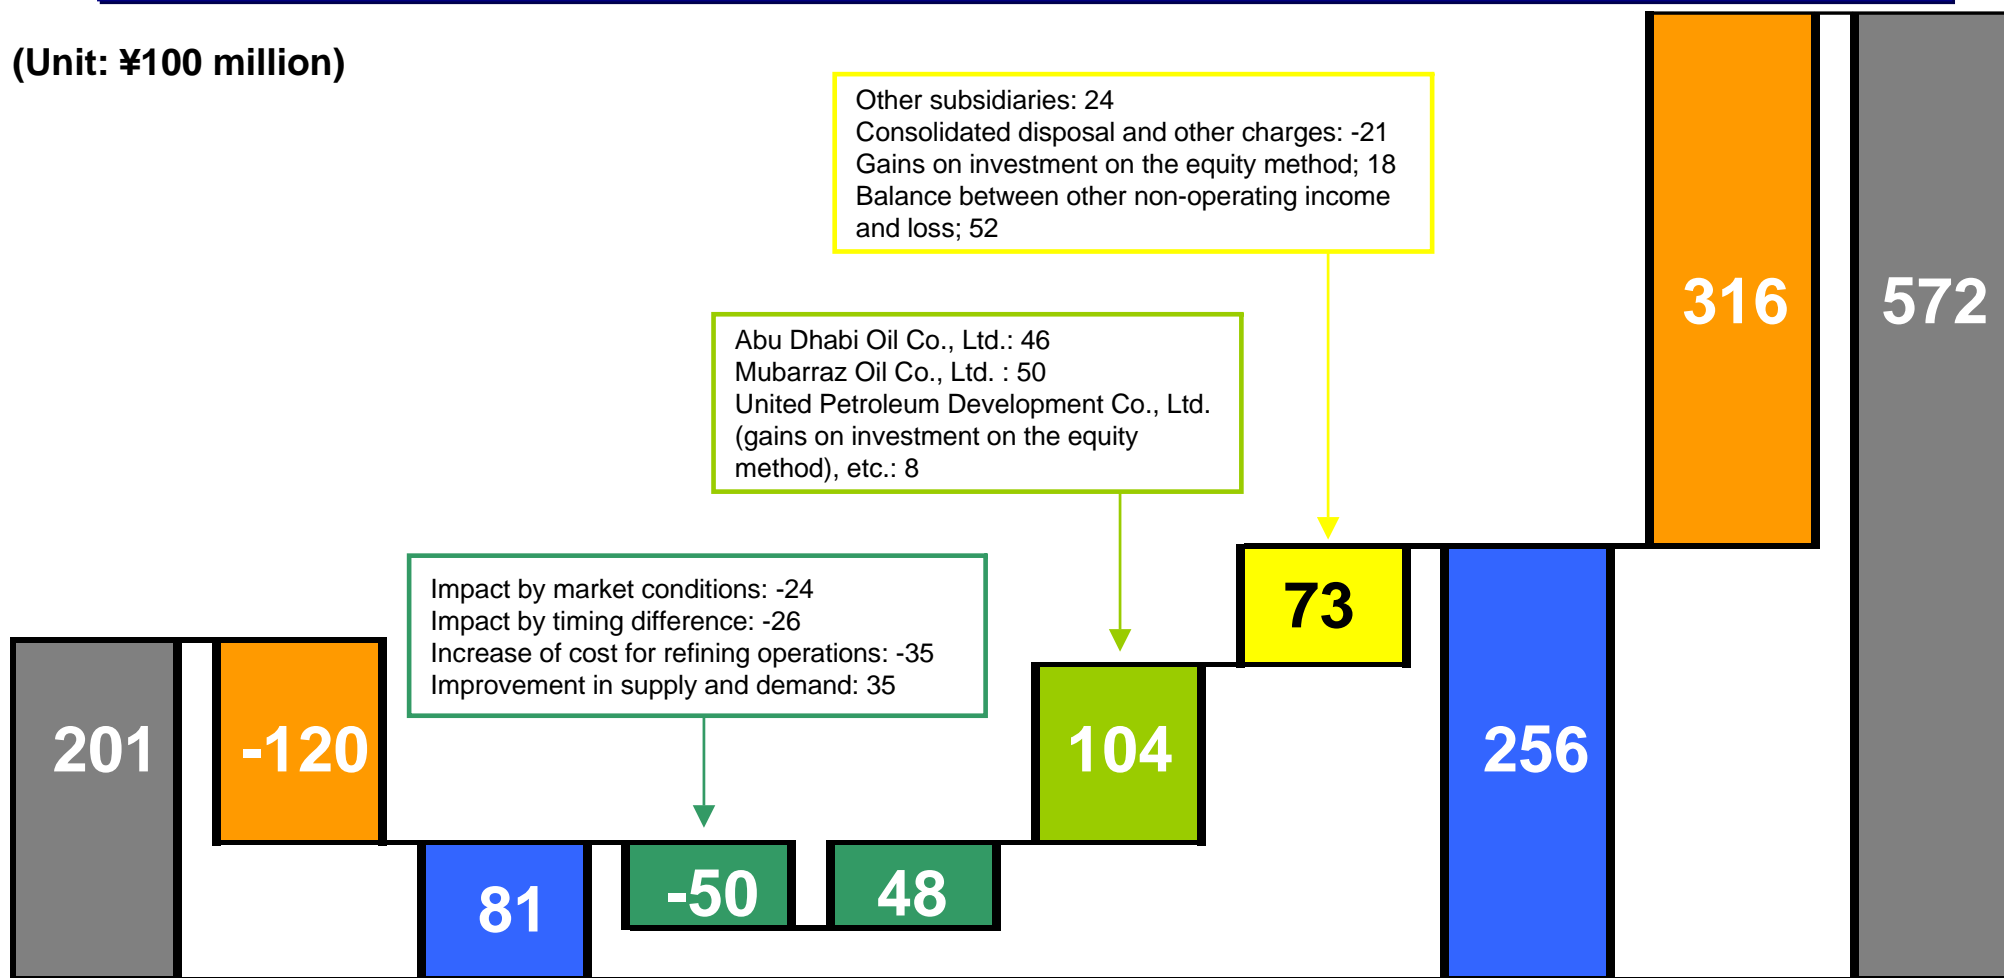 (Unit: ¥100 million)
Other subsidiaries: 24
Consolidated disposal and other charges: -21
Gains on investment on the equity method; 18
Balance between other non-operating income
and loss; 52
316
572
Abu Dhabi Oil Co., Ltd.: 46
Mubarraz Oil Co., Ltd. : 50
United Petroleum Development Co., Ltd.
(gains on investment on the equity
method), etc.: 8
Impact by market conditions: -24
Impact by timing difference: -26
Increase of cost for refining operations: -35
Improvement in supply and demand: 35
73
201
-120
104
256
81
-50
48